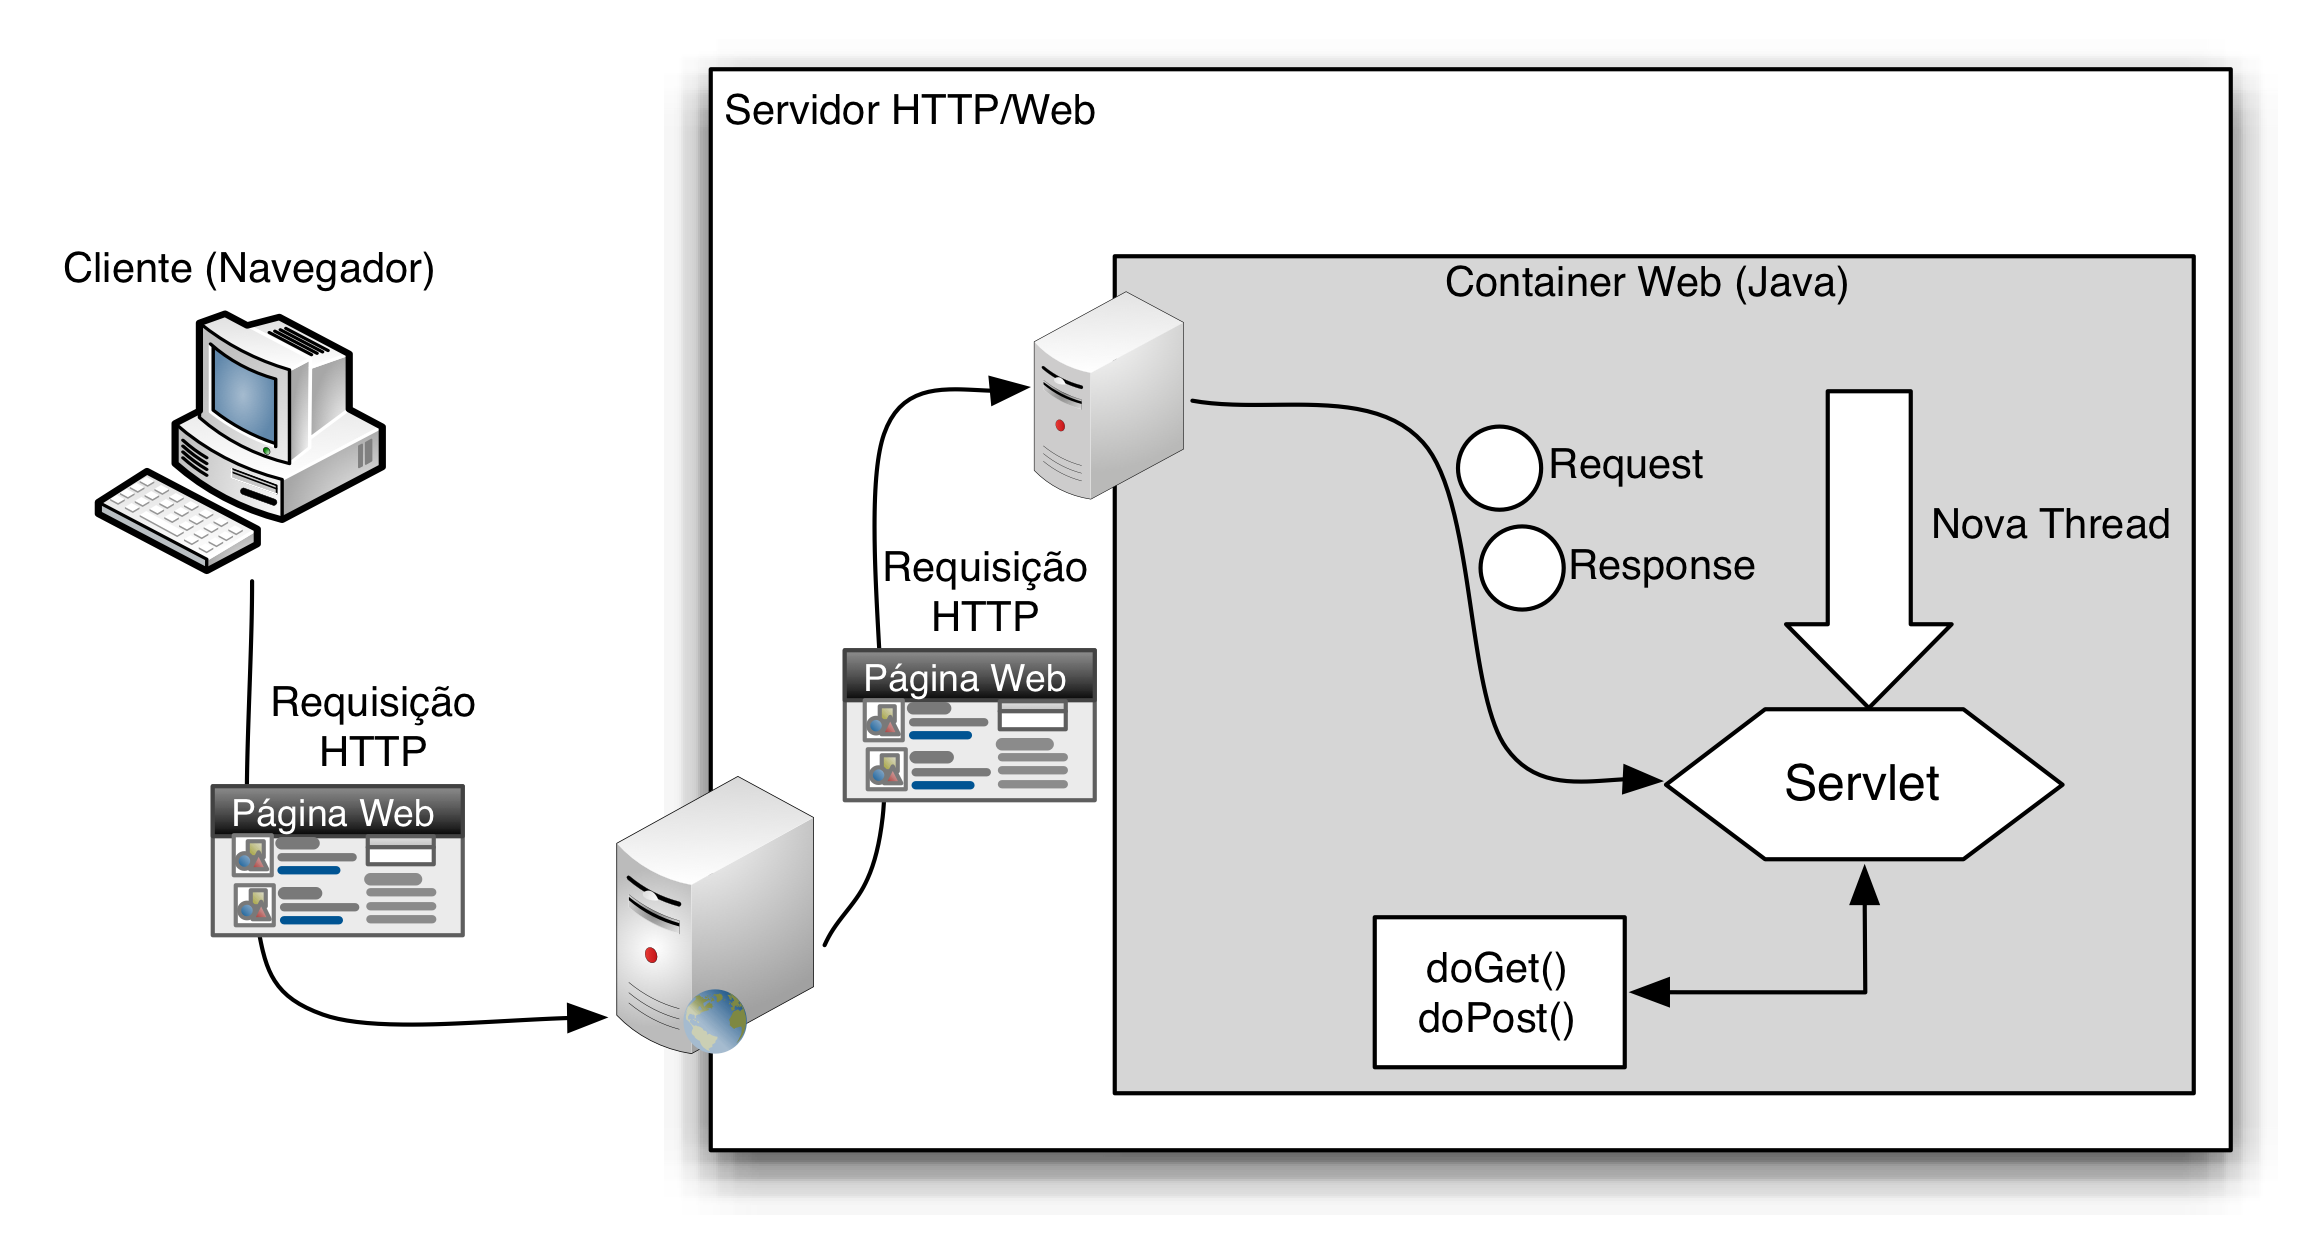 Servidor HTTP/Web
Cliente (Navegador)
Container Web (Java)
Request
Response
Nova Thread
Requisição
HTTP
Página Web
Requisição
HTTP
Página Web
Servlet
doGet()
doPost()